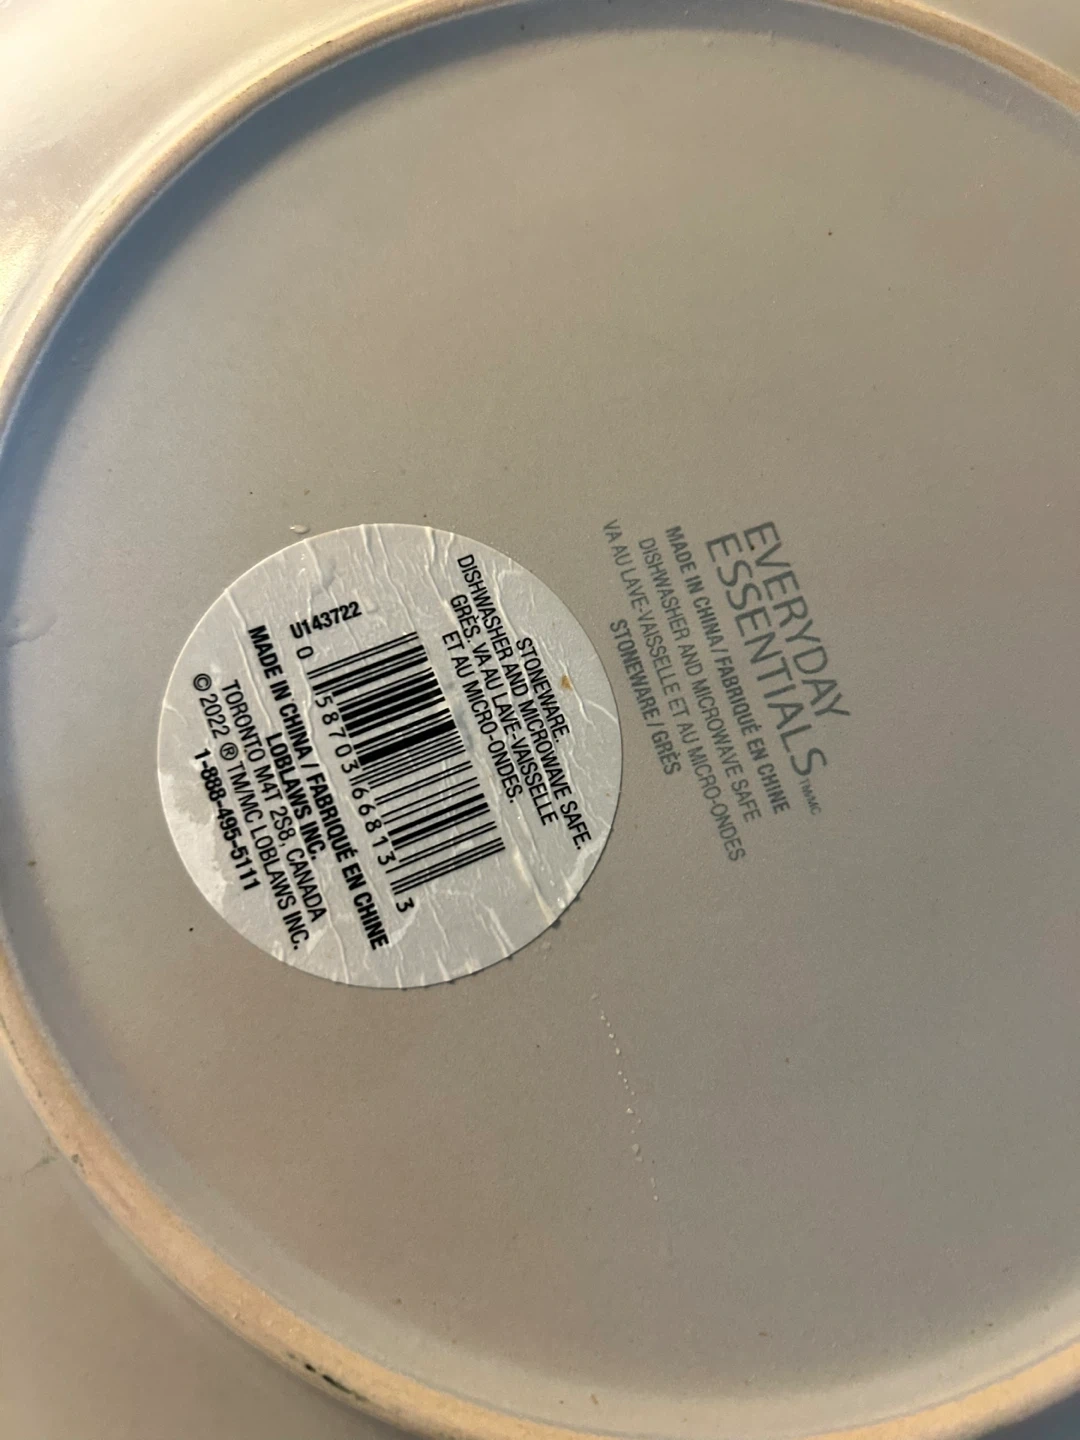 EVERYDAY
ESSENTIALS™/MC
MADE IN CHINA / FABRIQUÉ EN CHINE
DISHWASHER AND MICROWAVE SAFE
VA AU LAVE-VAISSELLE ET AU MICRO-ONDES
STONEWARE / GRÈS
STONEWARE.
DISHWASHER AND MICROWAVE SAFE.
GRÈS. VA AU LAVE-VAISSELLE
ET AU MICRO-ONDES.
U143722
0 58703 66813 3
MADE IN CHINA / FABRIQUÉ EN CHINE
LOBLAWS INC.
TORONTO M4T 2S8, CANADA
© 2022 ® TM/MC LOBLAWS INC.
1-888-495-5111